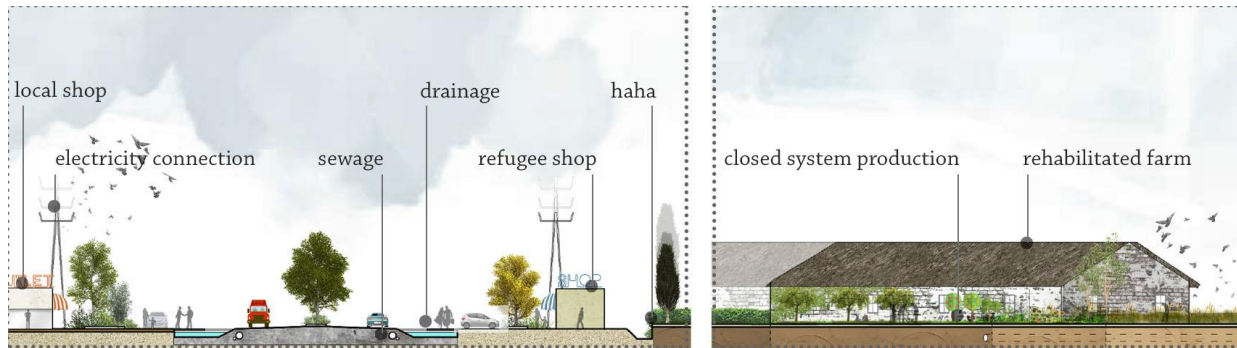 local shop
drainage
haha
electricity connection
sewage
refugee shop
closed system production
rehabilitated farm
SHOP